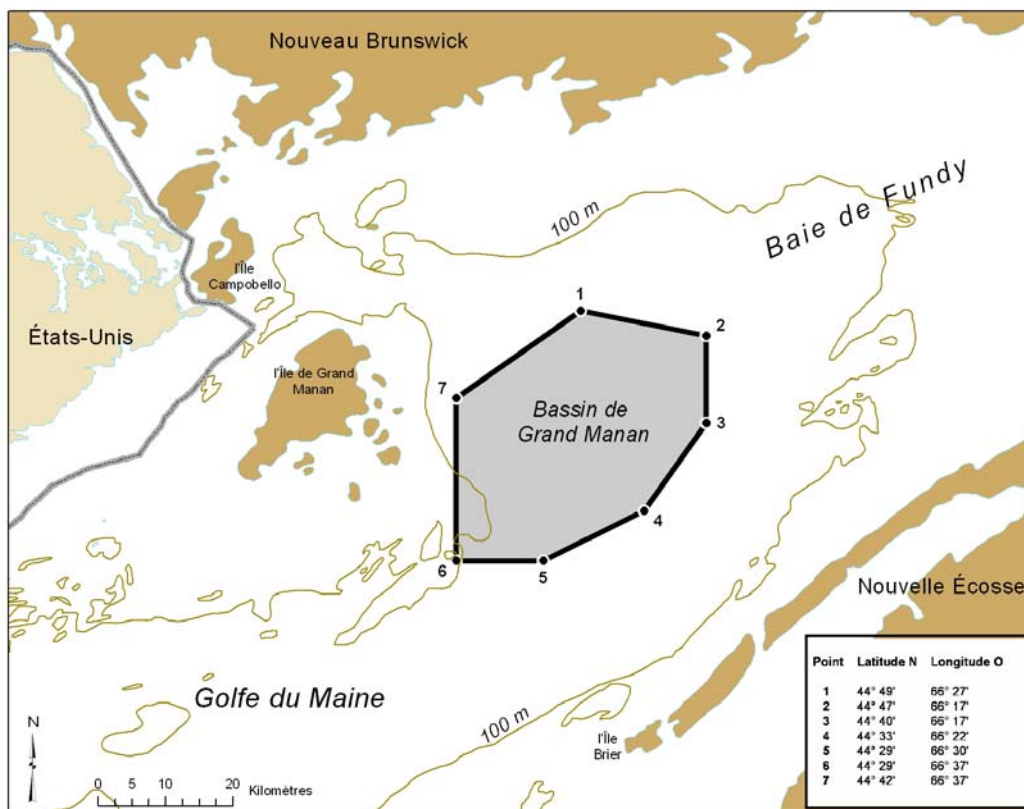 Nouveau Brunswick
Baie de Fundy
100 m
l'Île
Campobello
États-Unis
l'Île de Grand
Manan
1
2
3
4
5
6
7
Bassin de
Grand Manan
Nouvelle Écosse
Golfe du Maine
100 m
l'Île
Brier
N
0 5 10 20 Kilomètres
Point Latitude N Longitude O
1 44° 49' 66° 27'
2 44° 47' 66° 17'
3 44° 40' 66° 17'
4 44° 33' 66° 22'
5 44° 29' 66° 30'
6 44° 29' 66° 37'
7 44° 42' 66° 37'